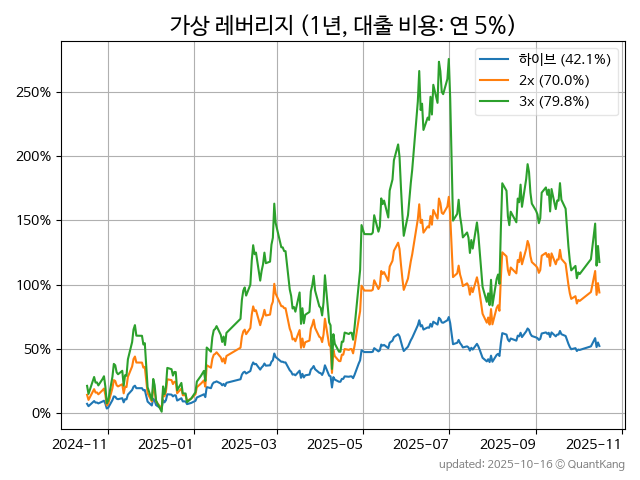 가상 레버리지 (1년, 대출 비용: 연 5%)
하이브 (42.1%)
2x (70.0%)
3x (79.8%)
250%
200%
150%
100%
50%
0%
2024-11 2025-01 2025-03 2025-05 2025-07 2025-09 2025-11
updated: 2025-10-16 © QuantKang